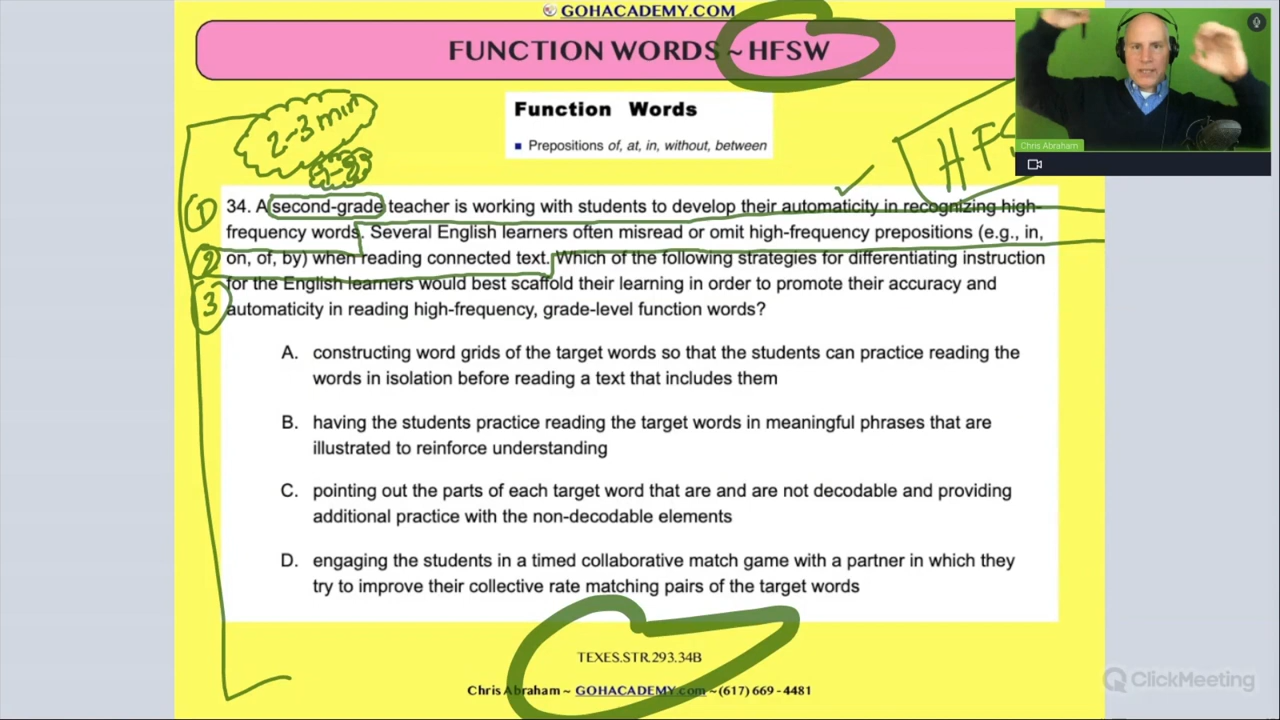 GOHACADEMY.COM
FUNCTION WORDS ~ HFSW
Function Words
▪ Prepositions of, at, in, without, between
2-3 min
HFS
Chris Abraham
1
34. A second-grade teacher is working with students to develop their automaticity in recognizing high-
frequency words. Several English learners often misread or omit high-frequency prepositions (e.g., in,
2
on, of, by) when reading connected text. Which of the following strategies for differentiating instruction
for the English learners would best scaffold their learning in order to promote their accuracy and
3
automaticity in reading high-frequency, grade-level function words?
A. constructing word grids of the target words so that the students can practice reading the
words in isolation before reading a text that includes them
B. having the students practice reading the target words in meaningful phrases that are
illustrated to reinforce understanding
C. pointing out the parts of each target word that are and are not decodable and providing
additional practice with the non-decodable elements
D. engaging the students in a timed collaborative match game with a partner in which they
try to improve their collective rate matching pairs of the target words
TEXES.STR.293.34B
Chris Abraham ~ GOHACADEMY.com ~(617) 669 - 4481
ClickMeeting